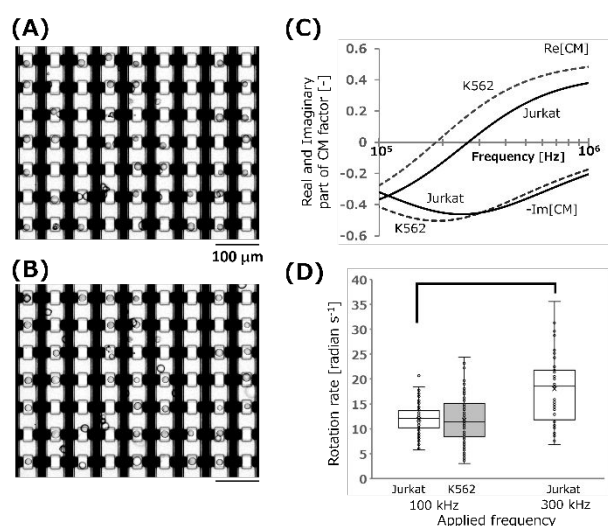 (A)
100 μm
(B)
(C)
Real and Imaginary
part of CM factor [-]
0.6
0.4
0.2
0
-0.2
-0.4
-0.6
Re[CM]
K562
Jurkat
10⁵
Frequency [Hz]
10⁶
Jurkat
K562
-Im[CM]
(D)
Rotation rate [radian s⁻¹]
40
35
30
25
20
15
10
5
0
Jurkat K562 Jurkat
100 kHz 300 kHz
Applied frequency